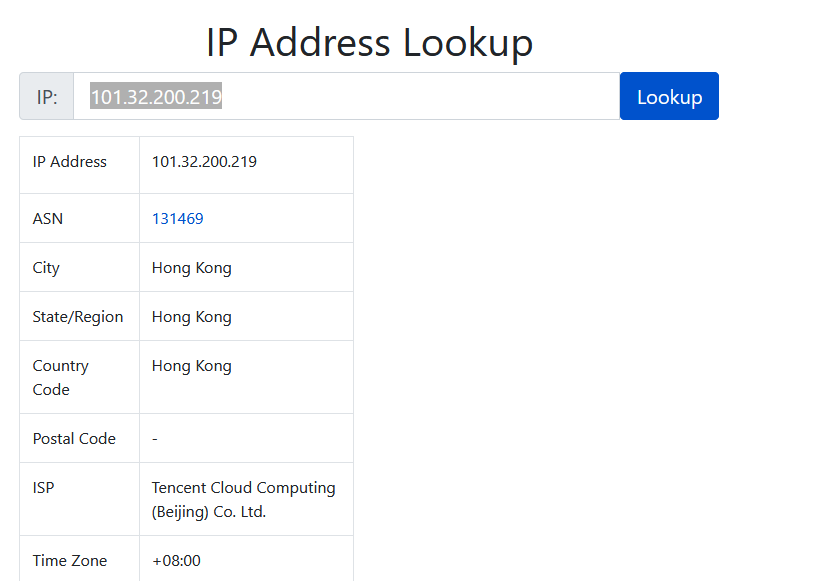 IP Address Lookup
IP: 101.32.200.219 Lookup
IP Address 101.32.200.219
ASN 131469
City Hong Kong
State/Region Hong Kong
Country Hong Kong
Code
Postal Code -
ISP Tencent Cloud Computing
(Beijing) Co. Ltd.
Time Zone +08:00